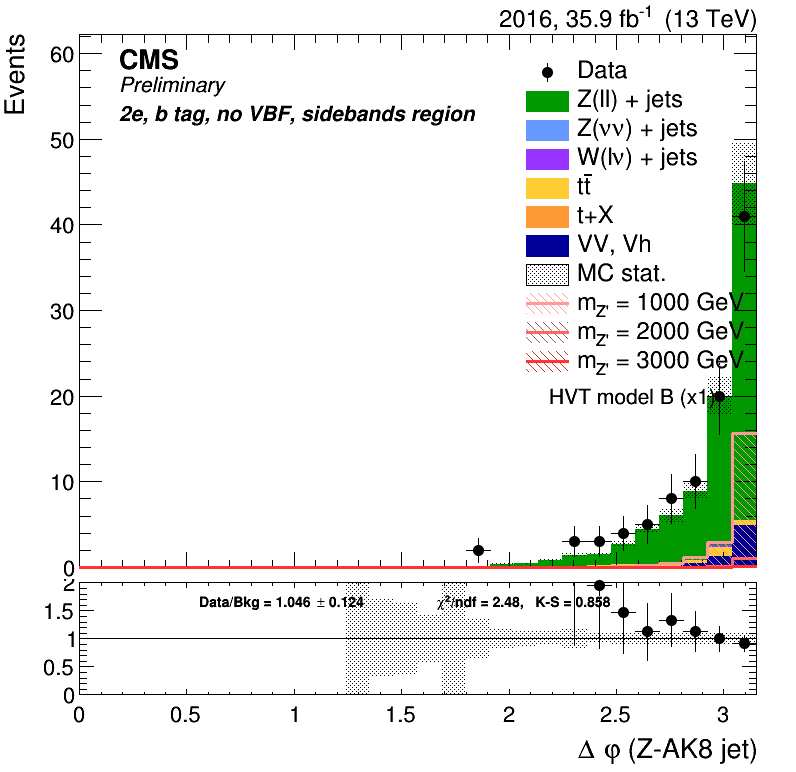 2016, 35.9 fb⁻¹ (13 TeV)
Events
CMS
Preliminary
2e, b tag, no VBF, sidebands region
Data
Z(ll) + jets
Z(νν) + jets
W(lν) + jets
tt̄
t+X
VV, Vh
MC stat.
m_Z' = 1000 GeV
m_Z' = 2000 GeV
m_Z' = 3000 GeV
HVT model B (x1)
60
50
40
30
20
10
0
Data/Bkg = 1.046 ± 0.124
χ²/ndf = 2.48, K-S = 0.858
2
1.5
1
0.5
0
0 0.5 1 1.5 2 2.5 3
Δ φ (Z-AK8 jet)